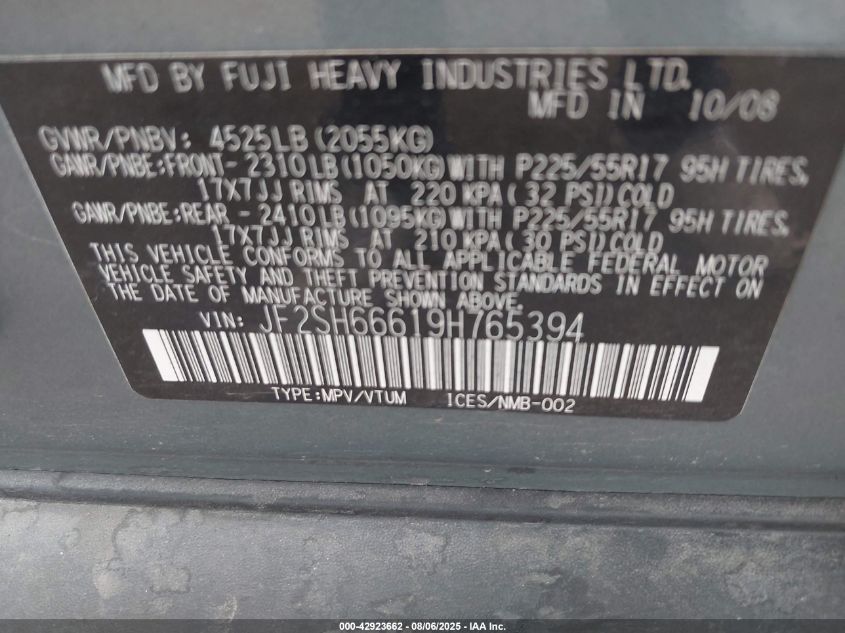 MFD BY FUJI HEAVY INDUSTRIES LTD.
MFD IN 10/08
GVWR/PNBV: 4525LB(2055KG)
GAWR/PNBE:FRONT- 2310LB(1050KG)WITH P225/55R17 95H TIRES,
17X7JJ RIMS AT 220 KPA( 32 PSI)COLD
GAWR/PNBE:REAR - 2410LB(1095KG)WITH P225/55R17 95H TIRES,
17X7JJ RIMS AT 210 KPA( 30 PSI)COLD
THIS VEHICLE CONFORMS TO ALL APPLICABLE FEDERAL MOTOR
VEHICLE SAFETY AND THEFT PREVENTION STANDARDS IN EFFECT ON
THE DATE OF MANUFACTURE SHOWN ABOVE.
VIN: JF2SH66619H765394
TYPE:MPV/VTUM ICES/NMB-002
000-42923662 - 08/06/2025 - IAA Inc.